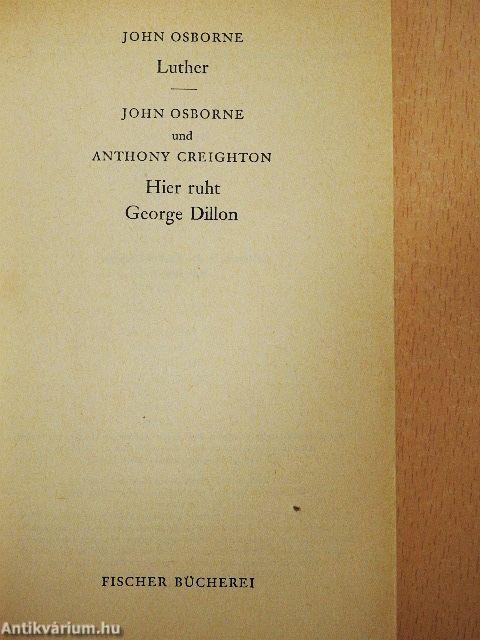 JOHN OSBORNE
Luther
JOHN OSBORNE
und
ANTHONY CREIGHTON
Hier ruht
George Dillon
FISCHER BÜCHEREI
Antikvárium.hu